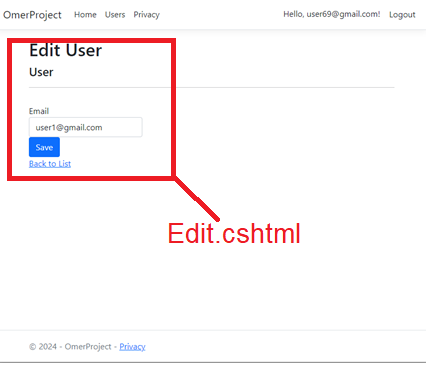 OmerProject Home Users Privacy Hello, user69@gmail.com! Logout
Edit User
User
Email
user1@gmail.com
Save
Back to List
Edit.cshtml
© 2024 - OmerProject - Privacy